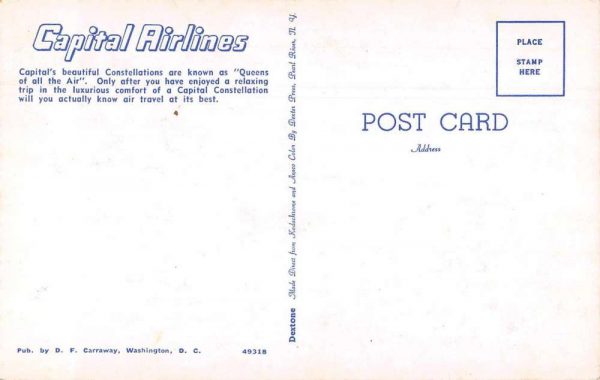 Capital Airlines
Capital's beautiful Constellations are known as "Queens
of all the Air". Only after you have enjoyed a relaxing
trip in the luxurious comfort of a Capital Constellation
will you actually know air travel at its best.
Pub. by D. F. Carraway, Washington, D. C. 49318
Dextone Made Direct from Kodachrome and Ansco Color By Dexter Press, Pearl River, N. Y.
PLACE
STAMP
HERE
POST CARD
Address